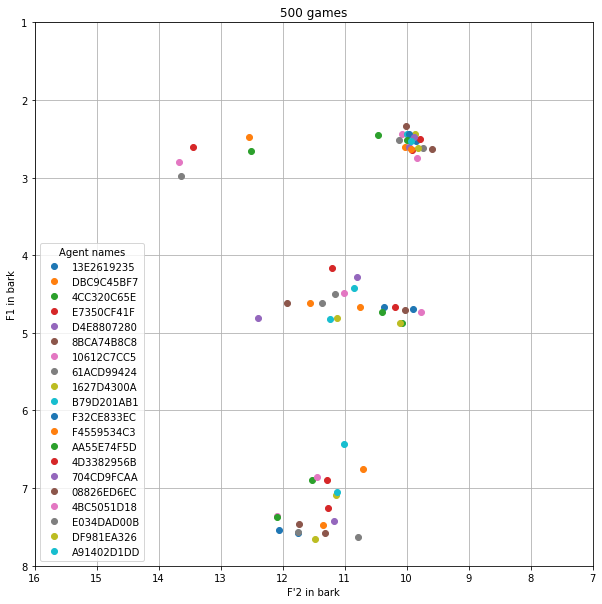 500 games
1
2
3
4
5
6
7
8
F1 in bark
Agent names
13E2619235
DBC9C45BF7
4CC320C65E
E7350CF41F
D4E8807280
8BCA74B8C8
10612C7CC5
61ACD99424
1627D4300A
B79D201AB1
F32CE833EC
F4559534C3
AA55E74F5D
4D3382956B
704CD9FCAA
08826ED6EC
4BC5051D18
E034DAD00B
DF981EA326
A91402D1DD
16 15 14 13 12 11 10 9 8 7
F'2 in bark